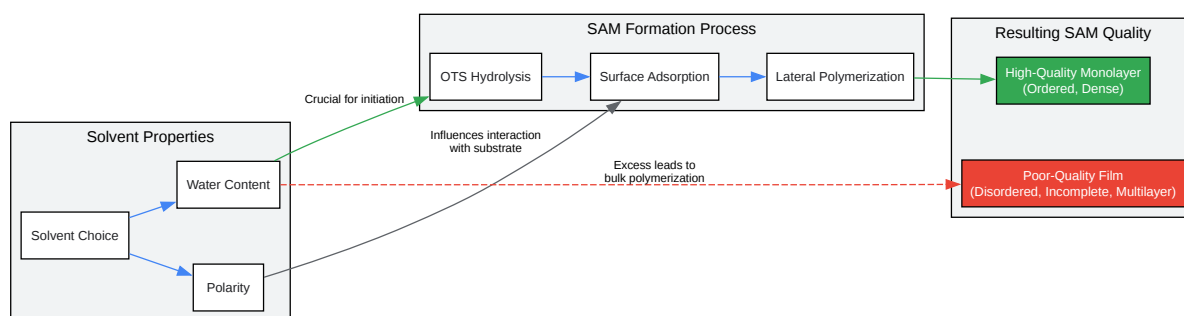 SAM Formation Process
Resulting SAM Quality
OTS Hydrolysis
Surface Adsorption
Lateral Polymerization
High-Quality Monolayer
(Ordered, Dense)
Crucial for initiation
Solvent Properties
Influences interaction
with substrate
Water Content
Excess leads to
bulk polymerization
Poor-Quality Film
(Disordered, Incomplete, Multilayer)
Solvent Choice
Polarity